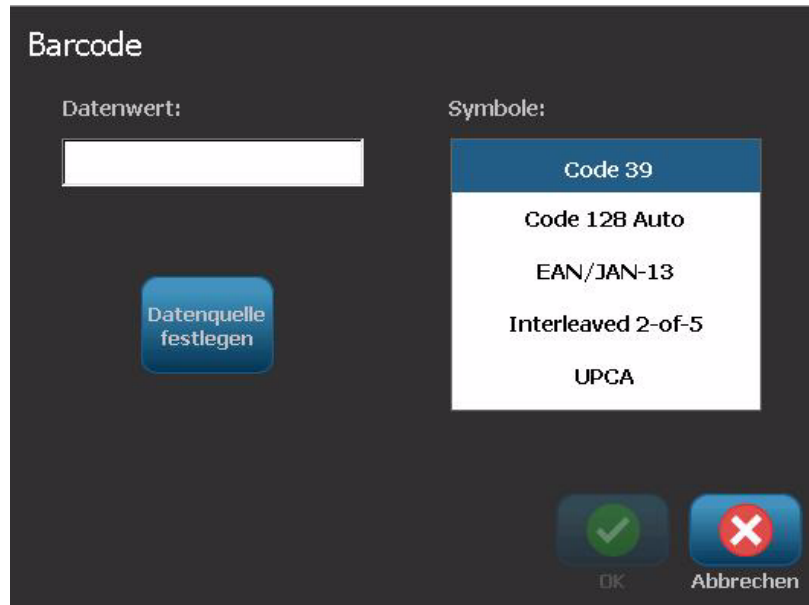 Barcode
Datenwert:
Symbole:
Code 39
Code 128 Auto
EAN/JAN-13
Interleaved 2-of-5
UPCA
Datenquelle
festlegen
OK
Abbrechen